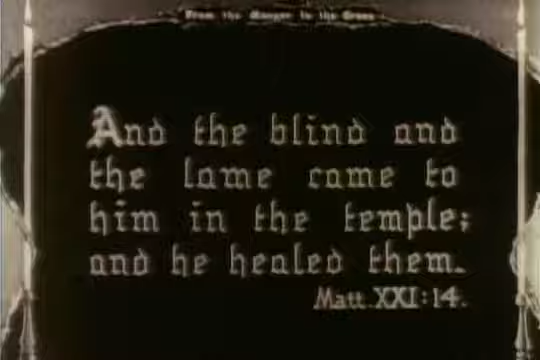 From the Manger to the Cross
And the blind and
the lame came to
him in the temple;
and he healed them.
Matt. XXI:14.